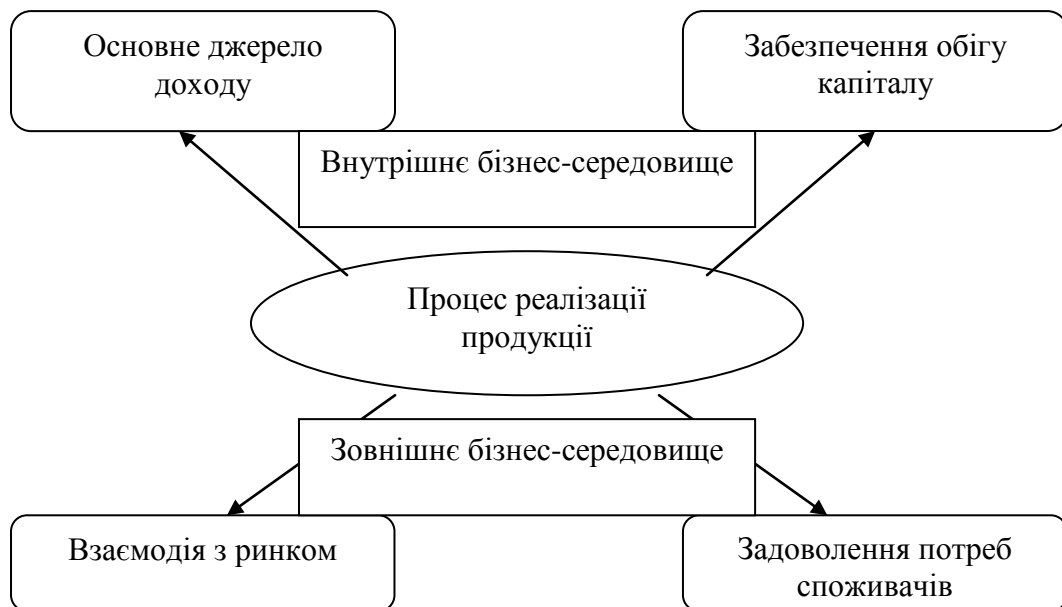 Основне джерело
доходу
Забезпечення обігу
капіталу
Внутрішнє бізнес-середовище
Процес реалізації
продукції
Зовнішнє бізнес-середовище
Взаємодія з ринком
Задоволення потреб
споживачів